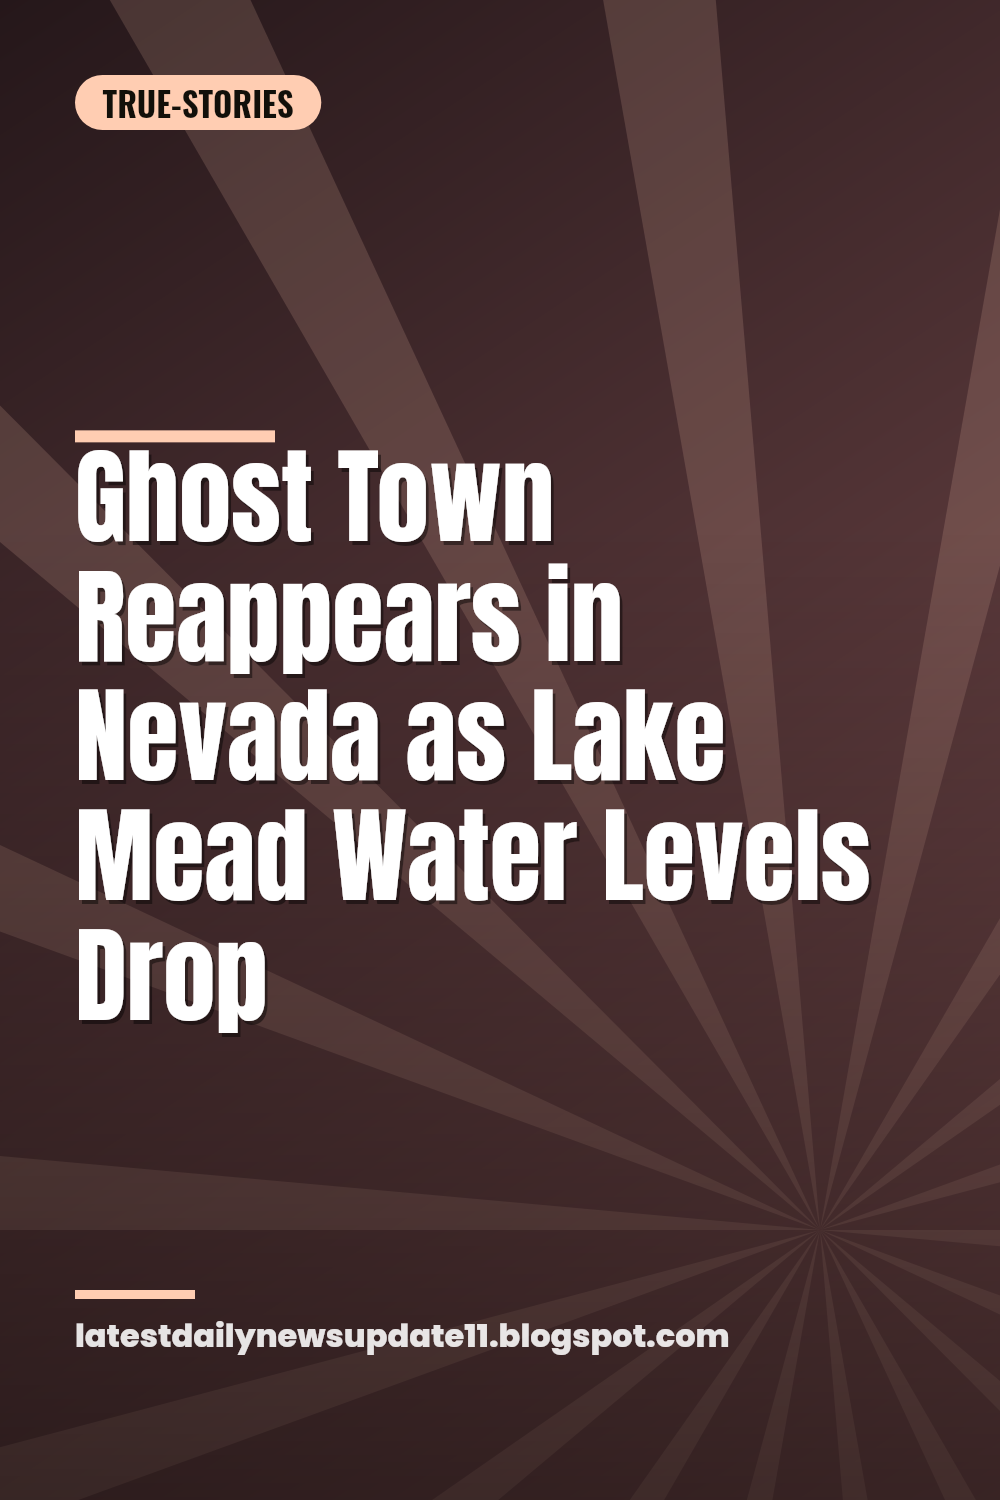 TRUE-STORIES
Ghost Town
Reappears in
Nevada as Lake
Mead Water Levels
Drop
latestdailynewsupdate11.blogspot.com